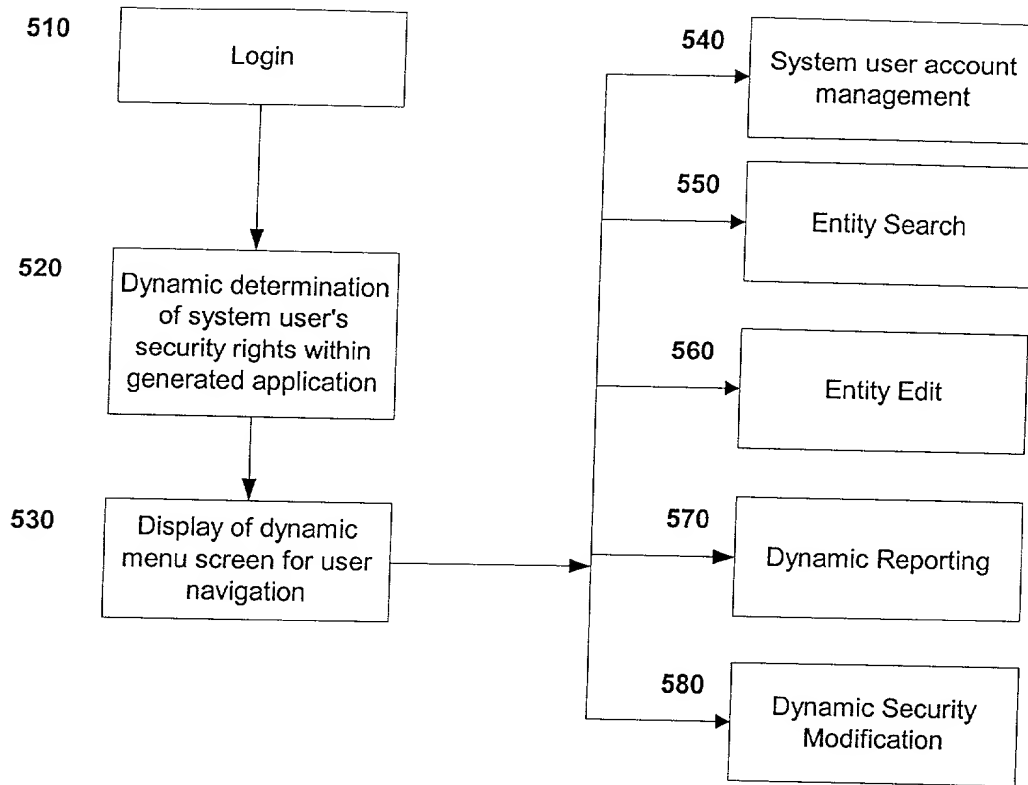 510
Login
520
Dynamic determination
of system user's
security rights within
generated application
530
Display of dynamic
menu screen for user
navigation
540
System user account
management
550
Entity Search
560
Entity Edit
570
Dynamic Reporting
580
Dynamic Security
Modification